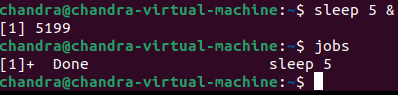 chandra@chandra-virtual-machine:~$ sleep 5 &
[1] 5199
chandra@chandra-virtual-machine:~$ jobs
[1]+  Done                    sleep 5
chandra@chandra-virtual-machine:~$